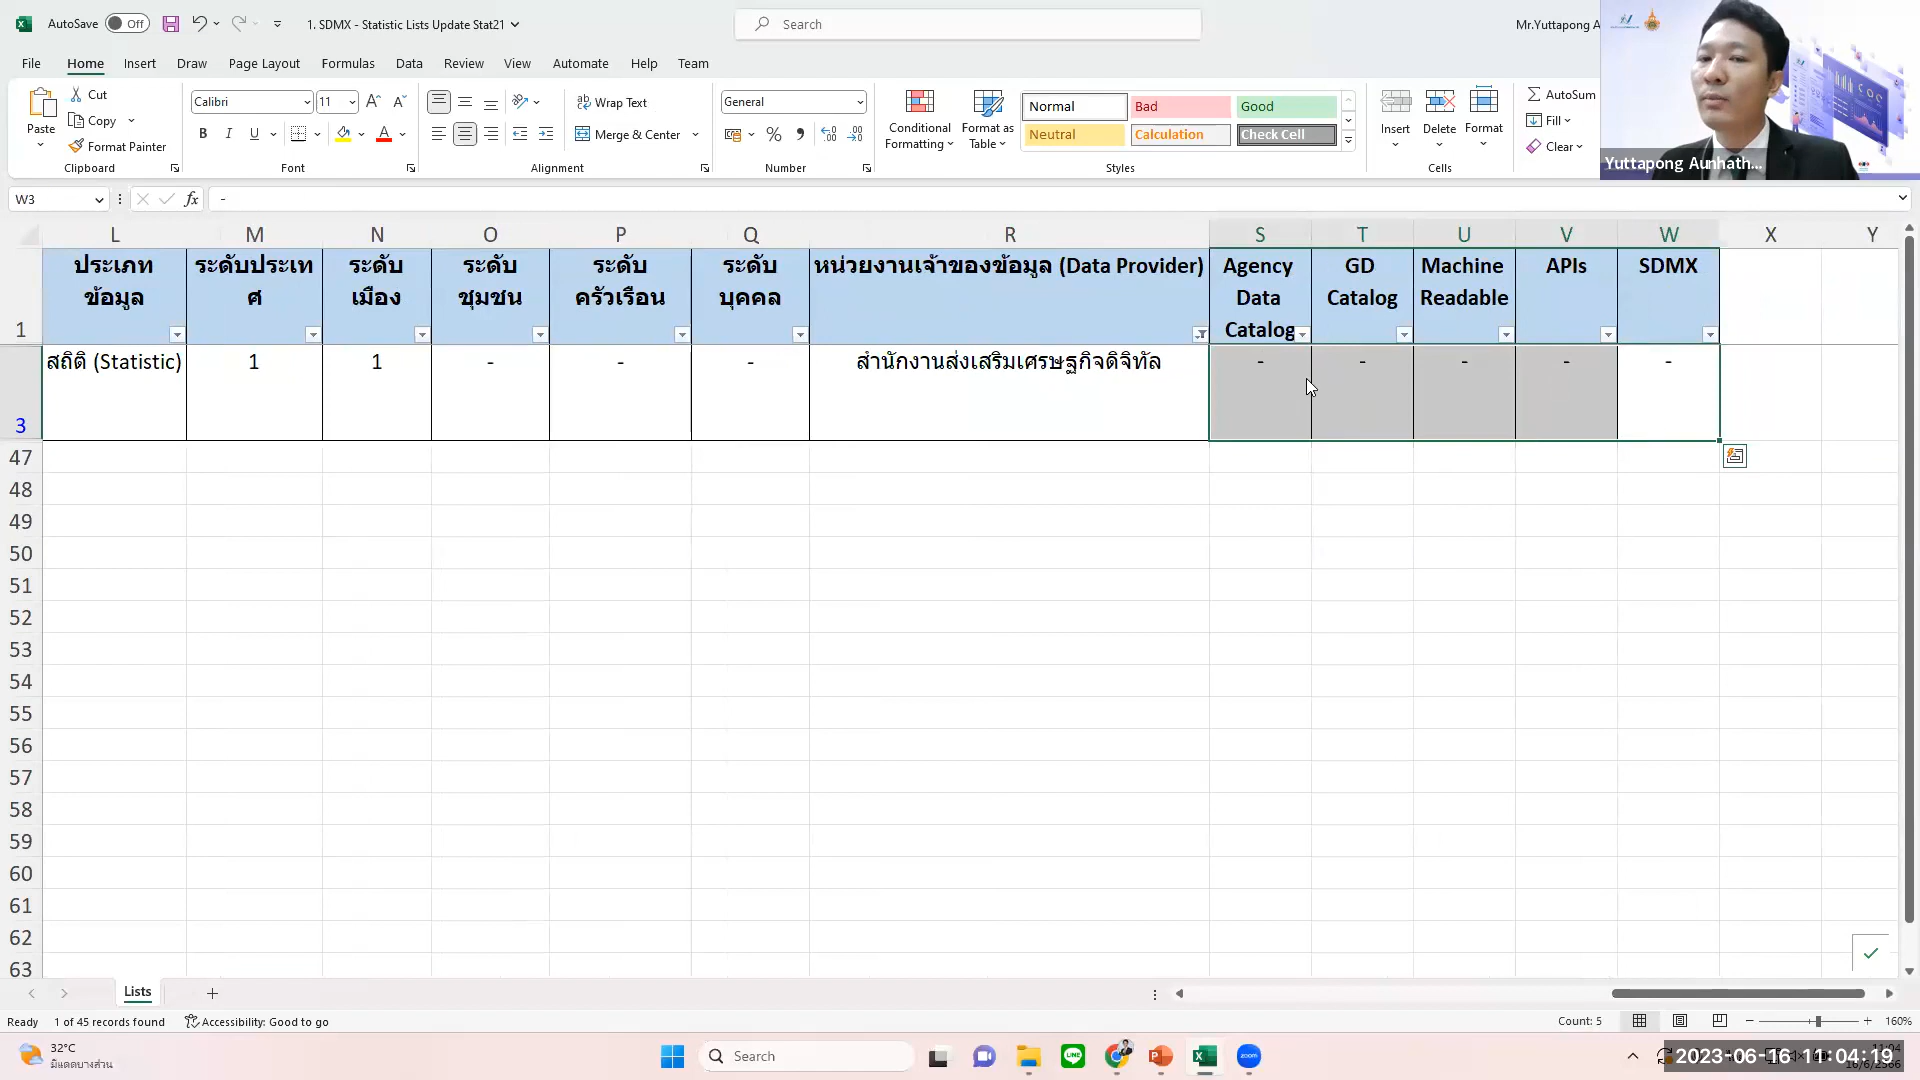 AutoSave Off 1. SDMX - Statistic Lists Update Stat21 Search Mr.Yuttapong A
File Home Insert Draw Page Layout Formulas Data Review View Automate Help Team
Paste Cut Copy Format Painter Clipboard
Calibri 11 B I U Font
Wrap Text Merge & Center Alignment
General Number
Conditional Formatting Format as Table
Normal Bad Good
Neutral Calculation Check Cell
Styles
Insert Delete Format Cells
AutoSum Fill Clear
Yuttapong Aunhath...
W3 fx -
L M N O P Q R S T U V W X Y
1 ประเภทข้อมูล ระดับประเทศ ระดับเมือง ระดับชุมชน ระดับครัวเรือน ระดับบุคคล หน่วยงานเจ้าของข้อมูล (Data Provider) Agency Data Catalog GD Catalog Machine Readable APIs SDMX
3 สถิติ (Statistic) 1 1 - - - สำนักงานส่งเสริมเศรษฐกิจดิจิทัล - - - - -
47
48
49
50
51
52
53
54
55
56
57
58
59
60
61
62
63
Lists
Ready 1 of 45 records found Accessibility: Good to go Count: 5 160%
32°C
มีแดดบางส่วน
Search
zoom
2023-06-16 11:04:19